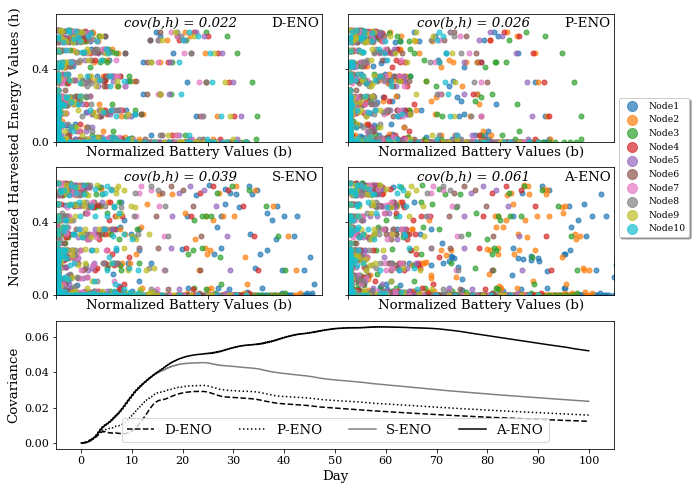 cov(b,h) = 0.022 D-ENO
cov(b,h) = 0.026 P-ENO
Normalized Harvested Energy Values (h)
0.4
0.0
Normalized Battery Values (b)
Normalized Battery Values (b)
cov(b,h) = 0.039 S-ENO
cov(b,h) = 0.061 A-ENO
0.4
0.0
Normalized Battery Values (b)
Normalized Battery Values (b)
Node1
Node2
Node3
Node4
Node5
Node6
Node7
Node8
Node9
Node10
Covariance
0.06
0.04
0.02
0.00
D-ENO P-ENO S-ENO A-ENO
0 10 20 30 40 50 60 70 80 90 100
Day